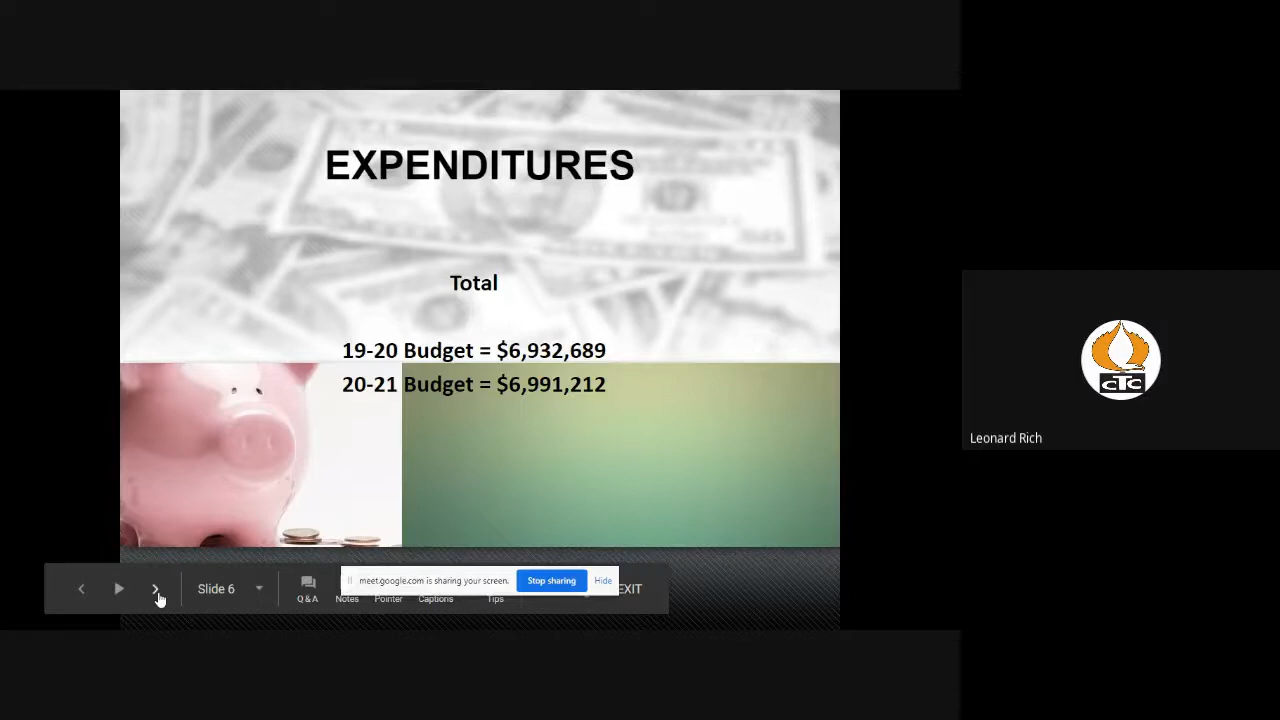 EXPENDITURES
Total
19-20 Budget = $6,932,689
20-21 Budget = $6,991,212
CTC
Leonard Rich
Slide 6
Q & A
Notes
Pointer
Captions
Tips
EXIT
meet.google.com is sharing your screen.
Stop sharing
Hide